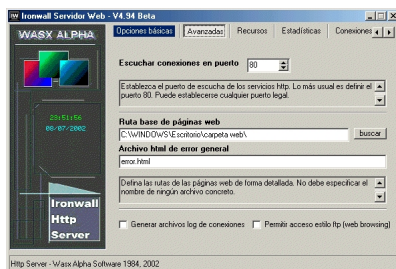 Ironwall Servidor Web - V4.94 Beta
WASX ALPHA
Opciones básicas
Avanzadas
Recursos
Estadísticas
Conexiones
Escuchar conexiones en puerto 80
Establezca el puerto de escucha de los servicios http. Lo más usual es definir el
puerto 80. Puede establecerse cualquier puerto legal.
23:51:56
08/07/2002
Ruta base de páginas web
C:\WINDOWS\Escritorio\carpeta web\
buscar
Archivo html de error general
error.html
Defina las rutas de las páginas web de forma detallada. No debe especificar el
nombre de ningún archivo concreto.
Ironwall
Http
Server
Generar archivos log de conexiones
Permitir acceso estilo ftp (web browsing)
Http Server - Wasx Alpha Software 1984, 2002